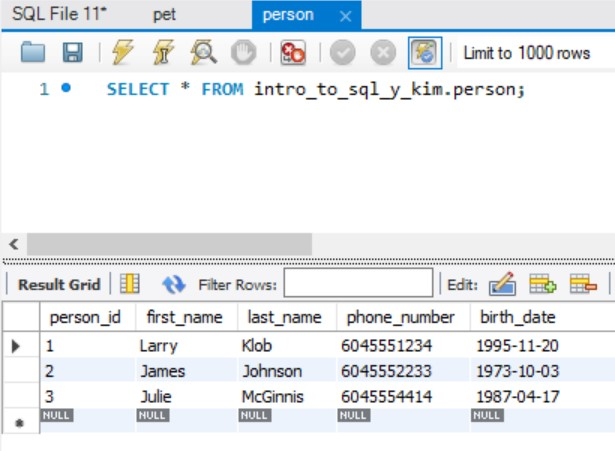 SQL File 11* pet person
Limit to 1000 rows
1 SELECT * FROM intro_to_sql_y_kim.person;
Result Grid Filter Rows: Edit:
person_id first_name last_name phone_number birth_date
1 Larry Klob 6045551234 1995-11-20
2 James Johnson 6045552233 1973-10-03
3 Julie McGinnis 6045554414 1987-04-17
NULL NULL NULL NULL NULL